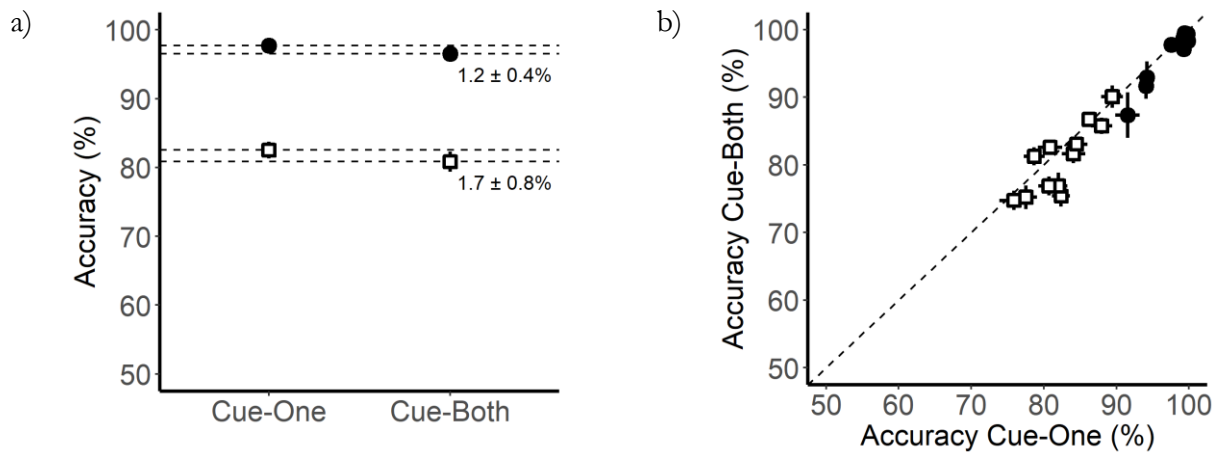 a)
Accuracy (%)
100
90
80
70
60
50
1.2 ± 0.4%
1.7 ± 0.8%
Cue-One
Cue-Both
b)
Accuracy Cue-Both (%)
100
90
80
70
60
50
50 60 70 80 90 100
Accuracy Cue-One (%)